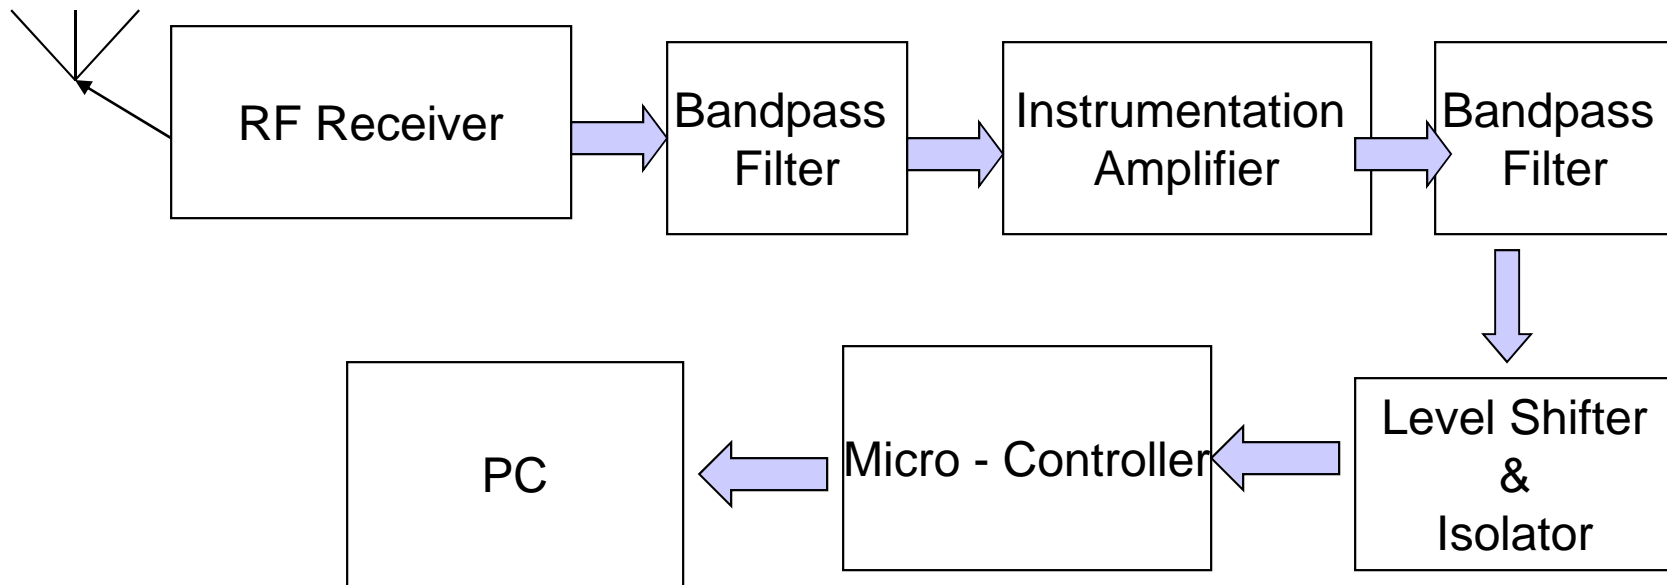 RF Receiver
Bandpass
Filter
Instrumentation
Amplifier
Bandpass
Filter
Level Shifter
&
Isolator
Micro - Controller
PC